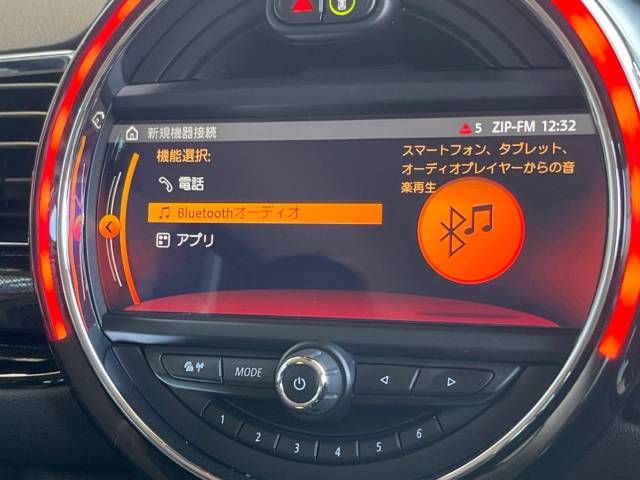 新規機器接続
5 ZIP-FM 12:32
機能選択:
電話
Bluetoothオーディオ
アプリ
スマートフォン、タブレット、
オーディオプレイヤーからの音
楽再生
MODE
1 2 3 4 5 6